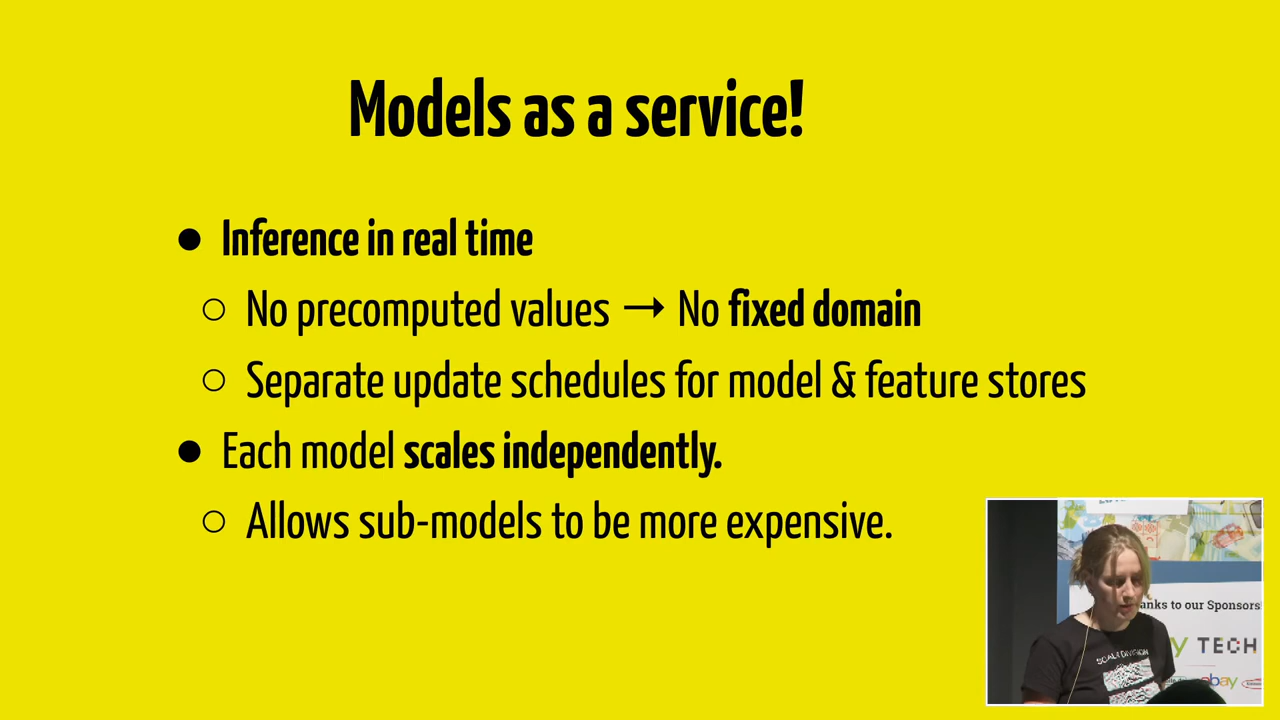 Models as a service!
● Inference in real time
○ No precomputed values → No fixed domain
○ Separate update schedules for model & feature stores
● Each model scales independently.
○ Allows sub-models to be more expensive.
anks to our Sponsors
y TECH
ebay